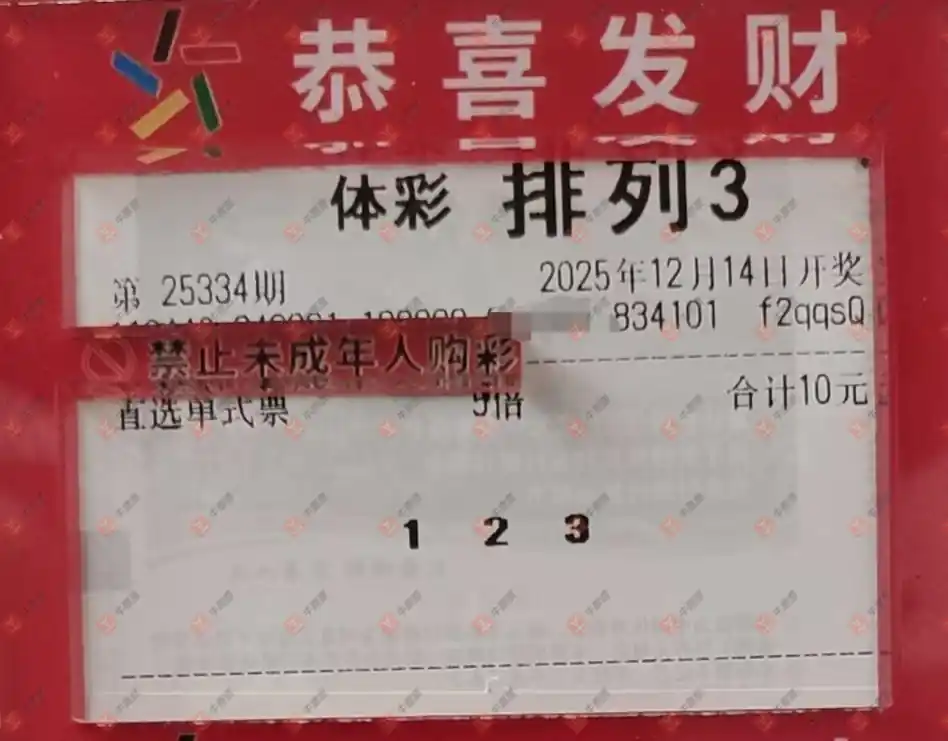 恭喜发财
体彩 排列3
第 25334期 2025年12月14日开奖
834101 f2qqsQ
禁止未成年人购彩
直选单式票 倍 合计10元
1 2 3